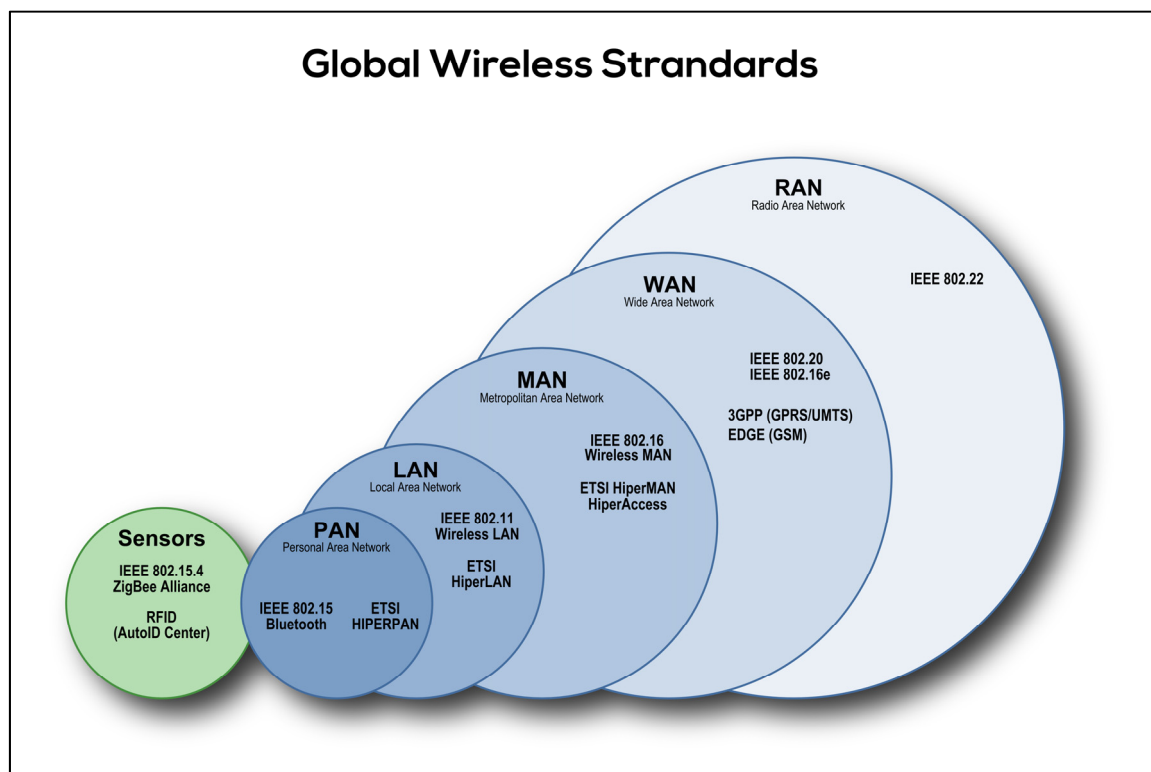 Global Wireless Strandards
RAN
Radio Area Network
IEEE 802.22
WAN
Wide Area Network
IEEE 802.20
IEEE 802.16e
3GPP (GPRS/UMTS)
EDGE (GSM)
MAN
Metropolitan Area Network
IEEE 802.16
Wireless MAN
ETSI HiperMAN
HiperAccess
LAN
Local Area Network
IEEE 802.11
Wireless LAN
ETSI
HiperLAN
PAN
Personal Area Network
IEEE 802.15
Bluetooth
ETSI
HIPERPAN
Sensors
IEEE 802.15.4
ZigBee Alliance
RFID
(AutoID Center)